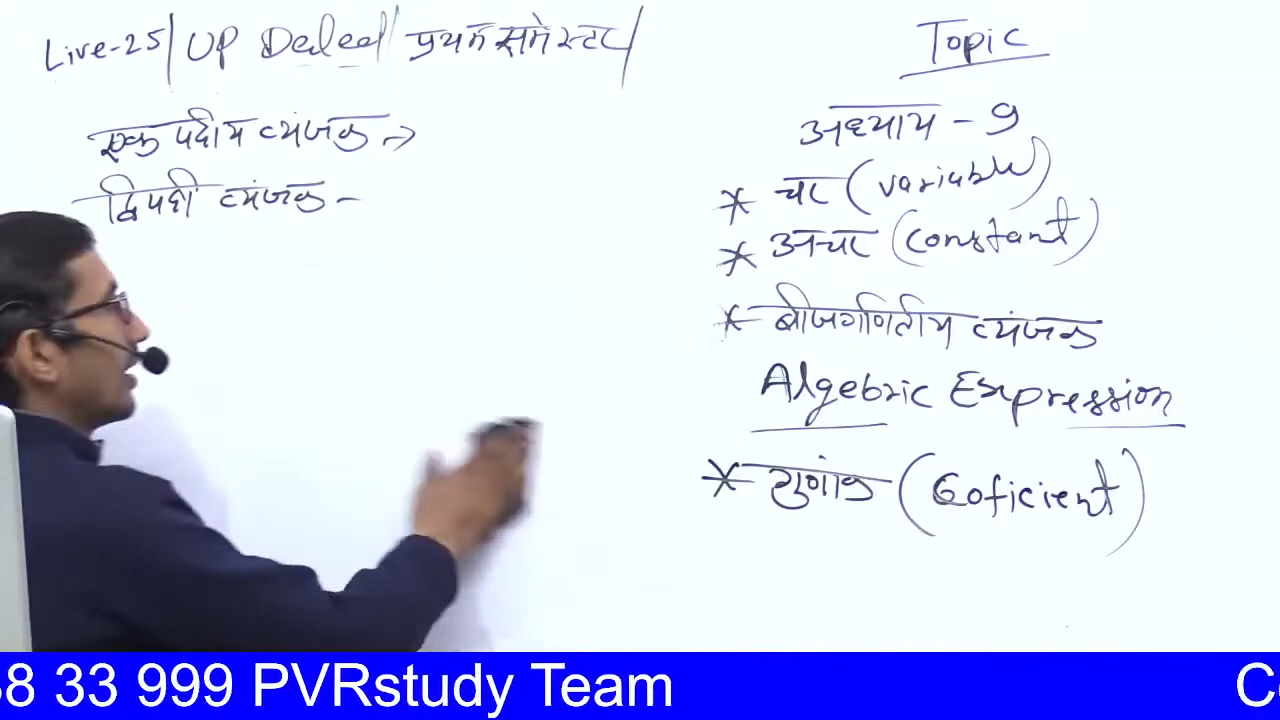 Live-25/ UP Deled/ प्रथम समेस्टर/
एक पदीय व्यंजक →
द्विपदी व्यंजक -
Topic
अध्याय - 9
* चर (variable)
* अचर (constant)
* बीजगणितीय व्यंजक
Algebric Expression
* गुणांक (Coficient)
8 33 999 PVRstudy Team